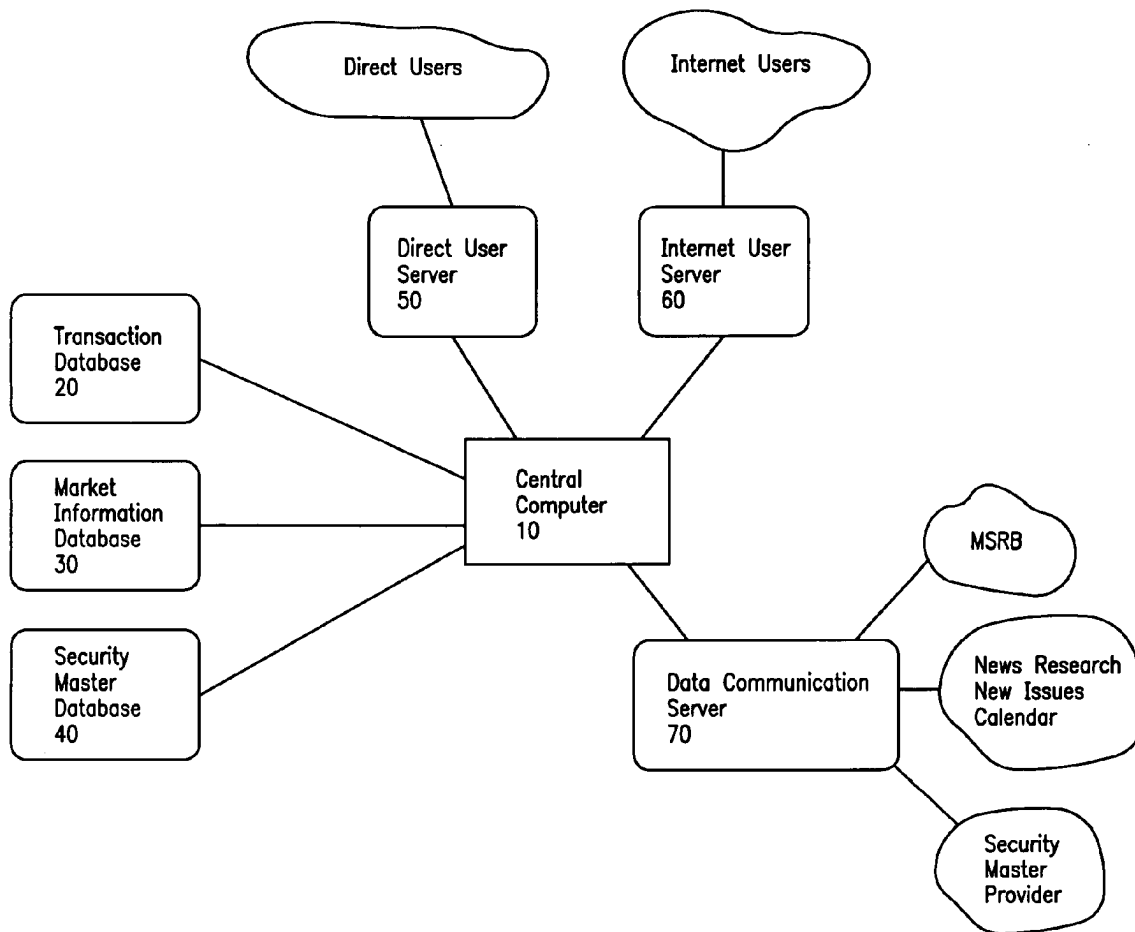 Direct Users
Internet Users
Direct User
Server
50
Internet User
Server
60
Transaction
Database
20
Market
Information
Database
30
Security
Master
Database
40
Central
Computer
10
MSRB
Data Communication
Server
70
News Research
New Issues
Calendar
Security
Master
Provider